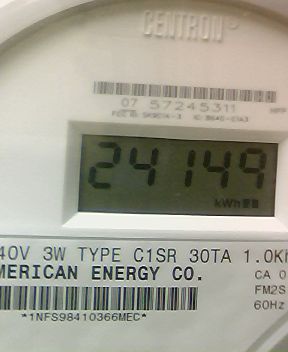 CENTRON
07 57245311
24149
kWh
40V 3W TYPE C1SR 30TA 1.0Kh
MERICAN ENERGY CO.
CA 0
FM2S
60Hz
*1NFS98410366MEC*